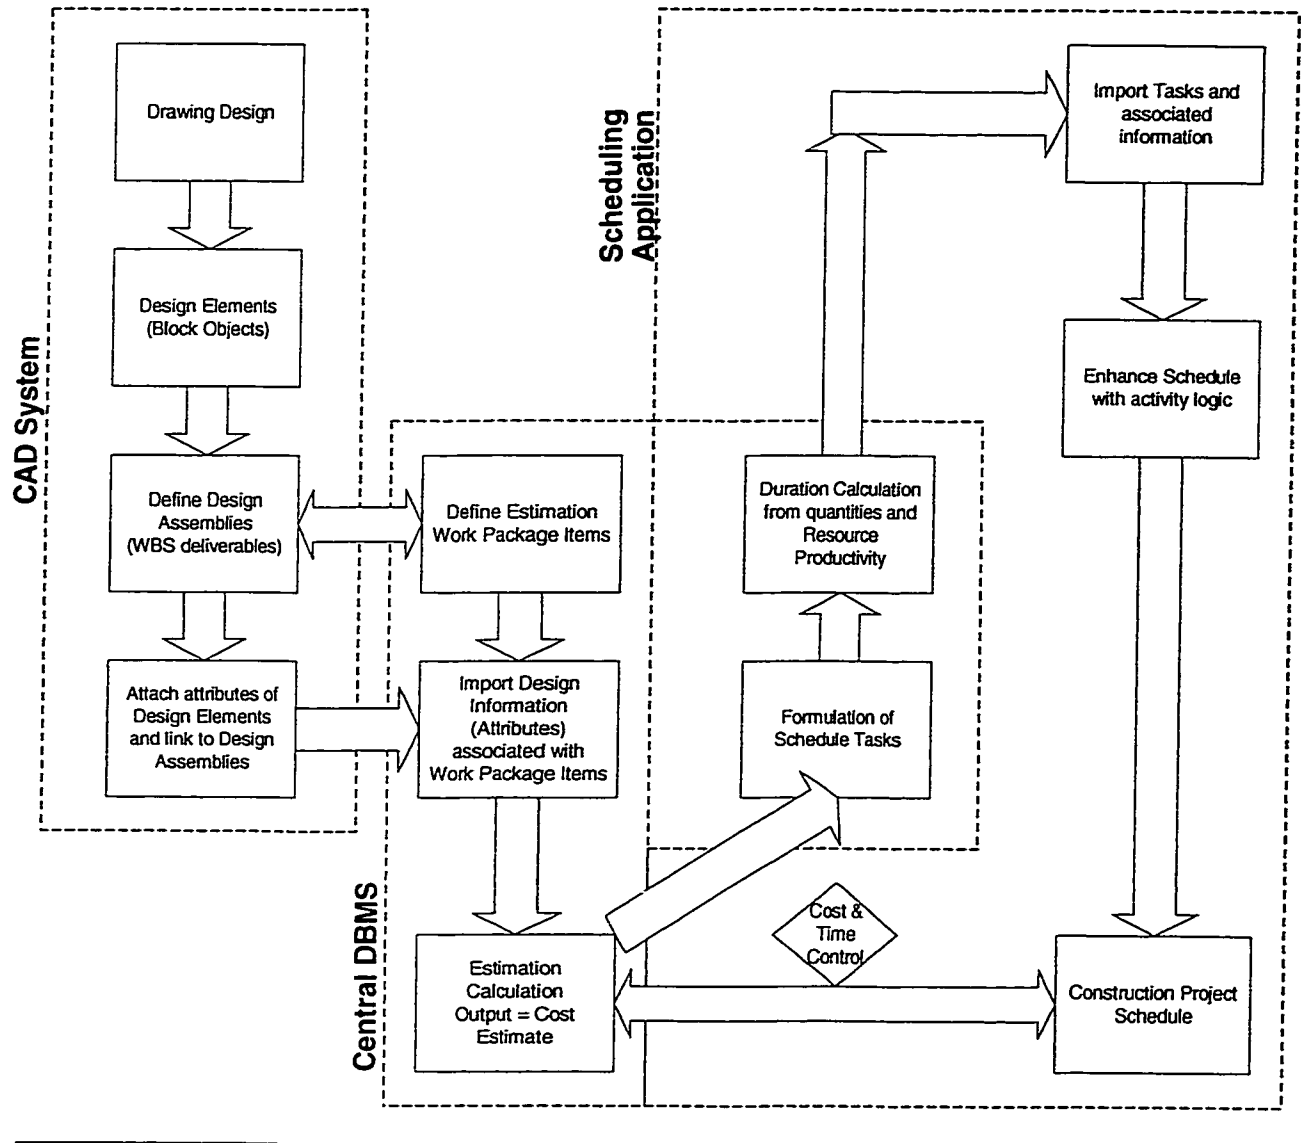 CAD System
Drawing Design
Design Elements
(Block Objects)
Define Design
Assemblies
(WBS deliverables)
Attach attributes of
Design Elements
and link to Design
Assemblies
Central DBMS
Define Estimation
Work Package Items
Import Design
Information
(Attributes)
associated with
Work Package Items
Estimation
Calculation
Output = Cost
Estimate
Scheduling
Application
Formulation of
Schedule Tasks
Duration Calculation
from quantities and
Resource
Productivity
Import Tasks and
associated
information
Enhance Schedule
with activity logic
Cost &
Time
Control
Construction Project
Schedule